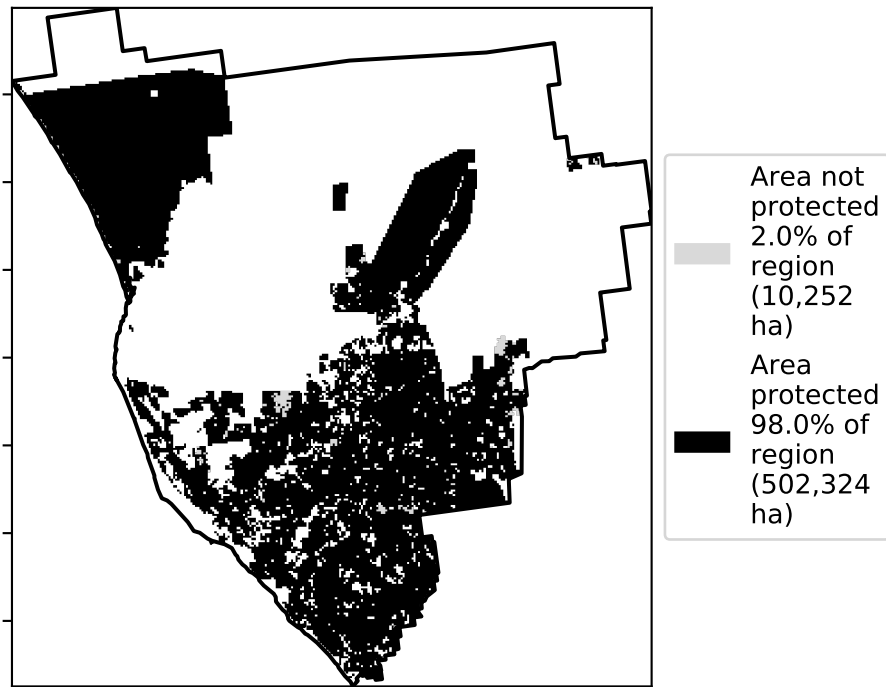 Area not
protected
2.0% of
region
(10,252
ha)
Area
protected
98.0% of
region
(502,324
ha)